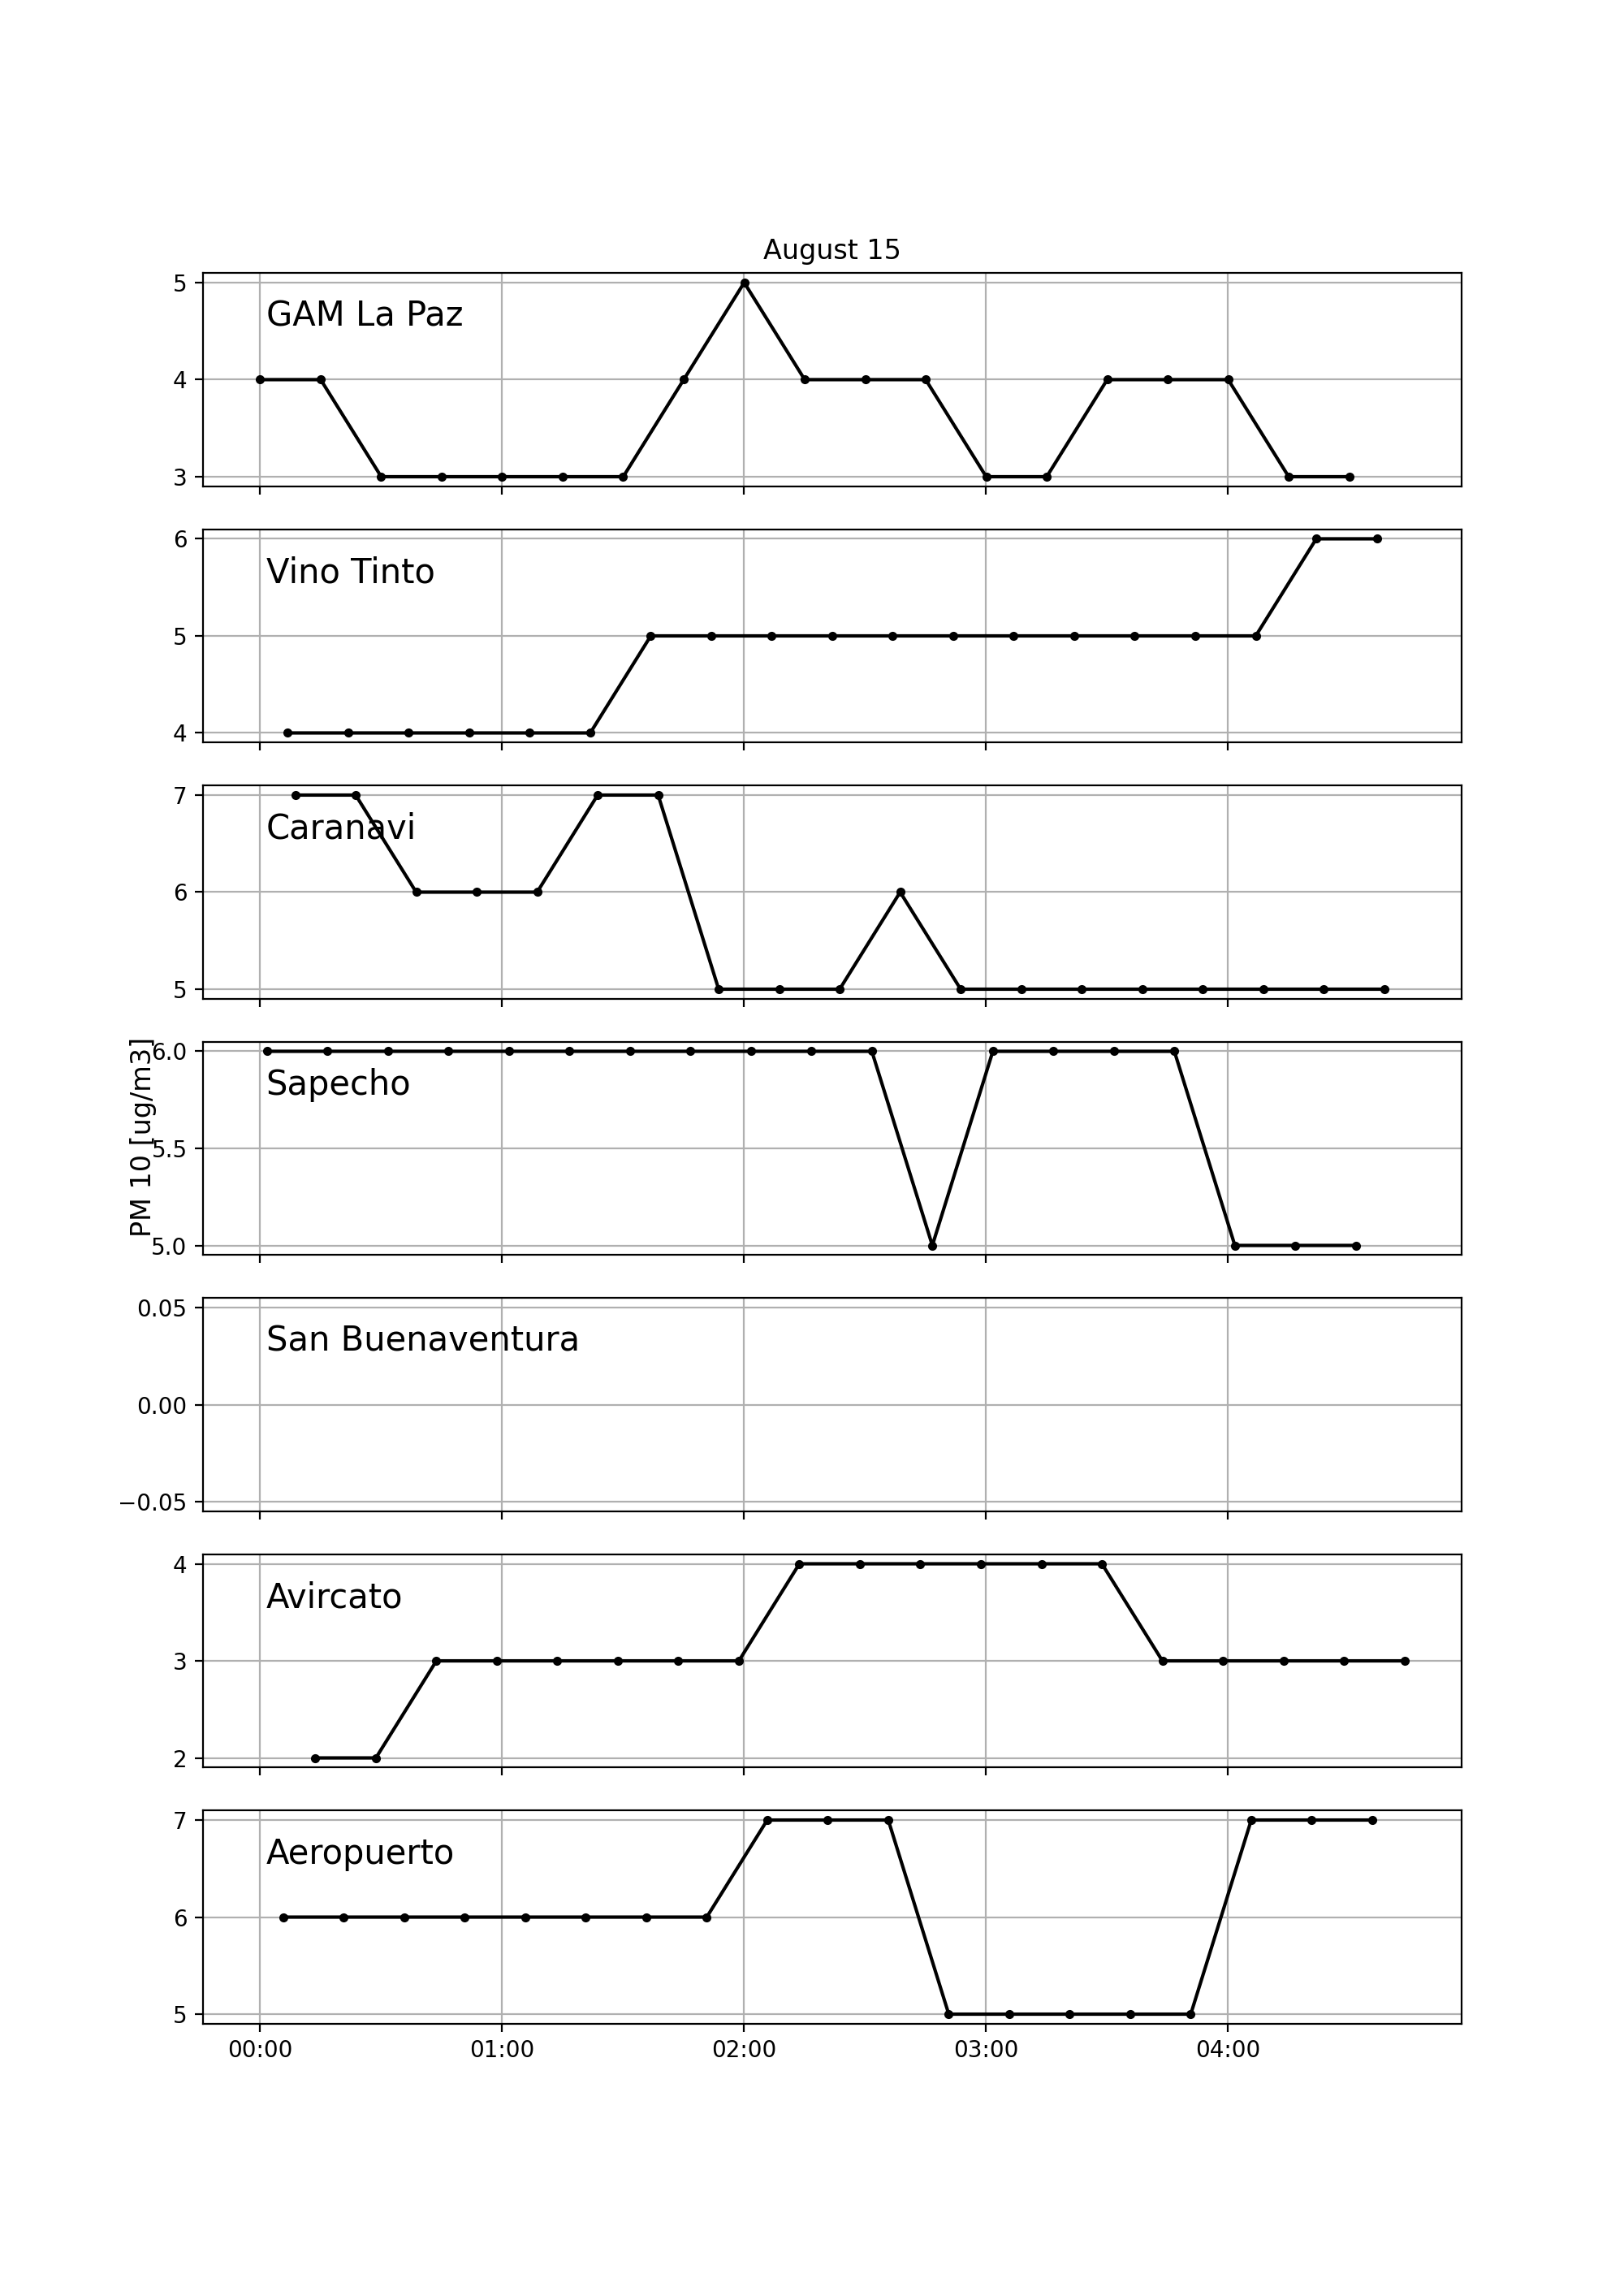 August 15
5
GAM La Paz
4
3
6
Vino Tinto
5
4
7
Caranavi
6
5
PM 10 [ug/m3]
6.0
Sapecho
5.5
5.0
0.05
San Buenaventura
0.00
−0.05
4
Avircato
3
2
7
Aeropuerto
6
5
00:00 01:00 02:00 03:00 04:00